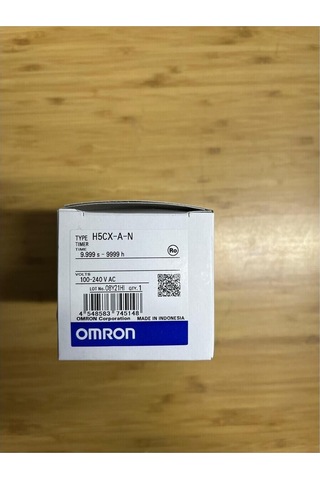 TYPE H5CX-A-N
TIMER
TIME
9.999 s - 9999 h
Ro
VOLTS
100-240 V AC
LOT No. 08Y21HI QTY. 1
4 548583 745148
OMRON Corporation MADE IN INDONESIA
OMRON